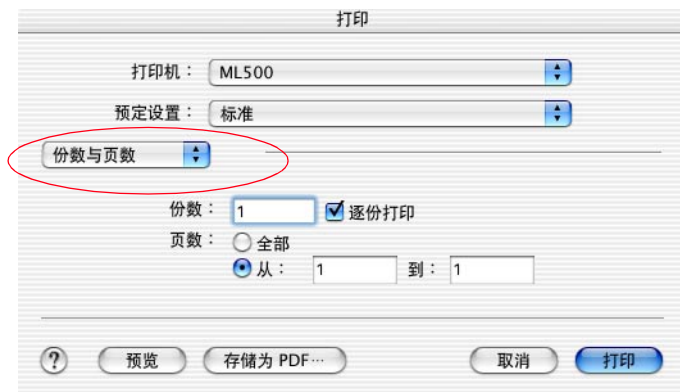 打印
打印机： ML500
预定设置： 标准
份数与页数
份数： 1 逐份打印
页数： 全部
从： 1 到： 1
? 预览 存储为 PDF… 取消 打印